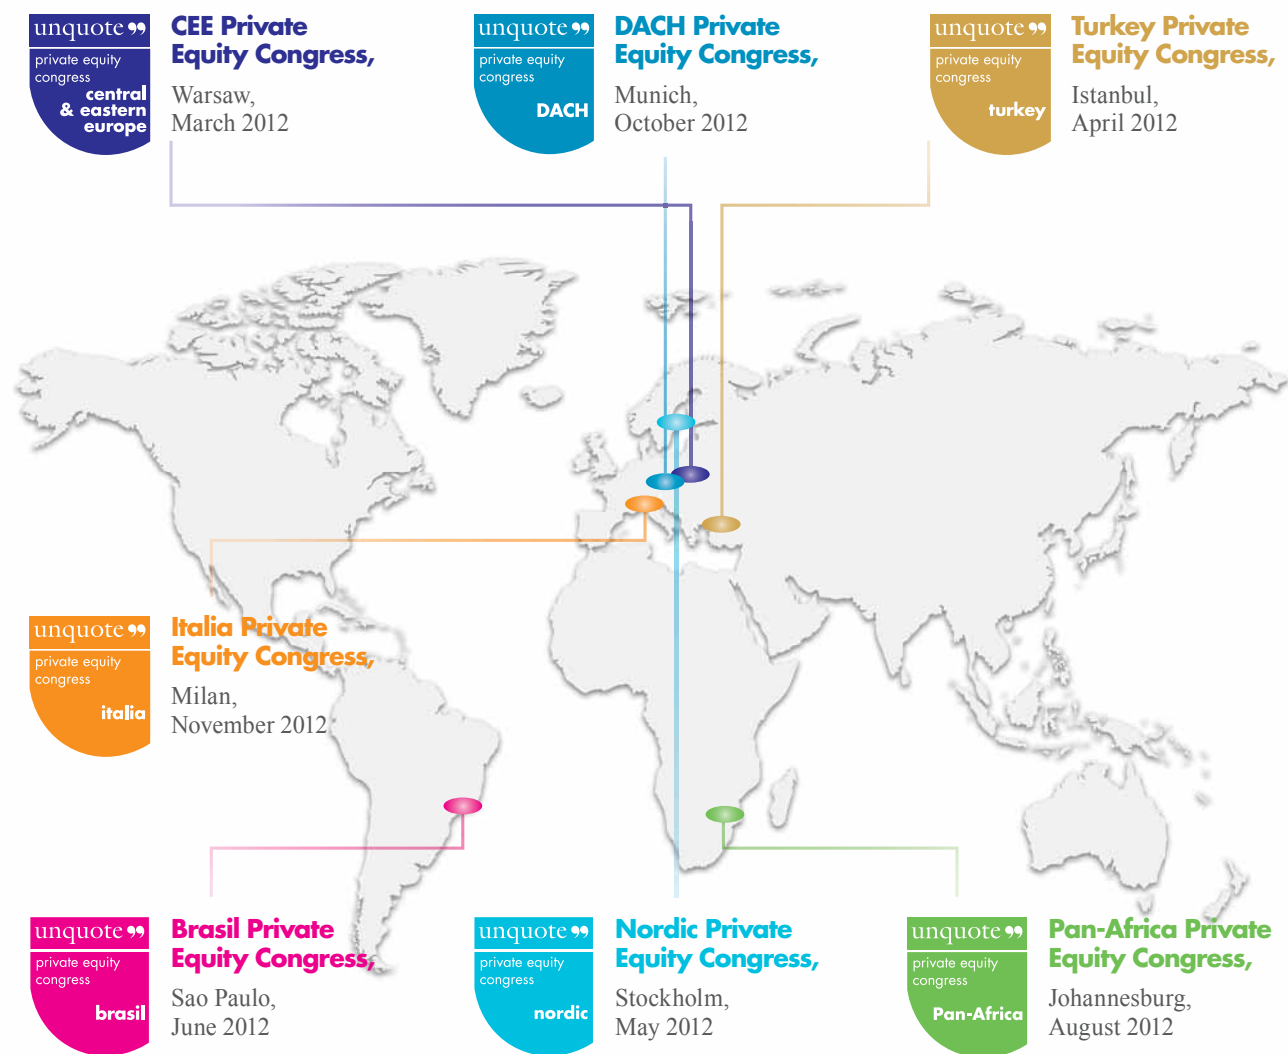 unquote ”
private equity
congress
central
& eastern
europe
CEE Private
Equity Congress,
Warsaw,
March 2012
unquote ”
private equity
congress
DACH
DACH Private
Equity Congress,
Munich,
October 2012
unquote ”
private equity
congress
turkey
Turkey Private
Equity Congress,
Istanbul,
April 2012
unquote ”
private equity
congress
italia
Italia Private
Equity Congress,
Milan,
November 2012
unquote ”
private equity
congress
brasil
Brasil Private
Equity Congress,
Sao Paulo,
June 2012
unquote ”
private equity
congress
nordic
Nordic Private
Equity Congress,
Stockholm,
May 2012
unquote ”
private equity
congress
Pan-Africa
Pan-Africa Private
Equity Congress,
Johannesburg,
August 2012